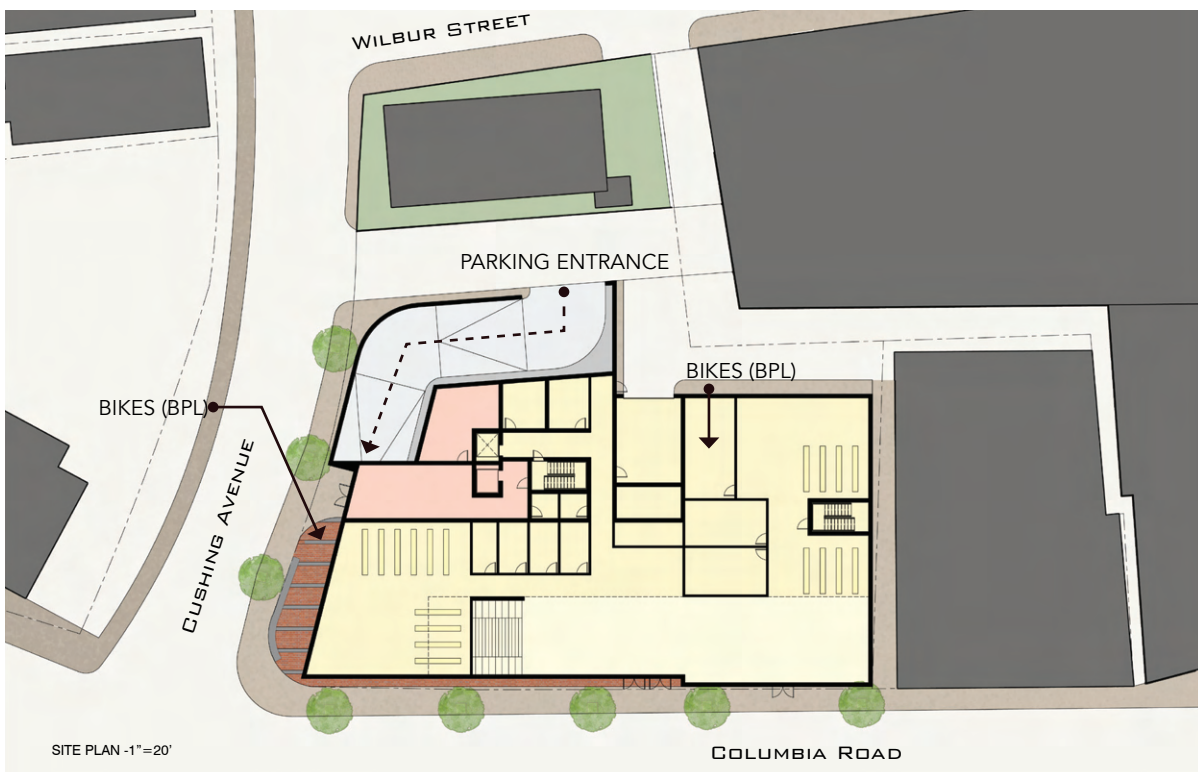 WILBUR STREET
PARKING ENTRANCE
BIKES (BPL)
BIKES (BPL)
CUSHING AVENUE
SITE PLAN -1"=20'
COLUMBIA ROAD